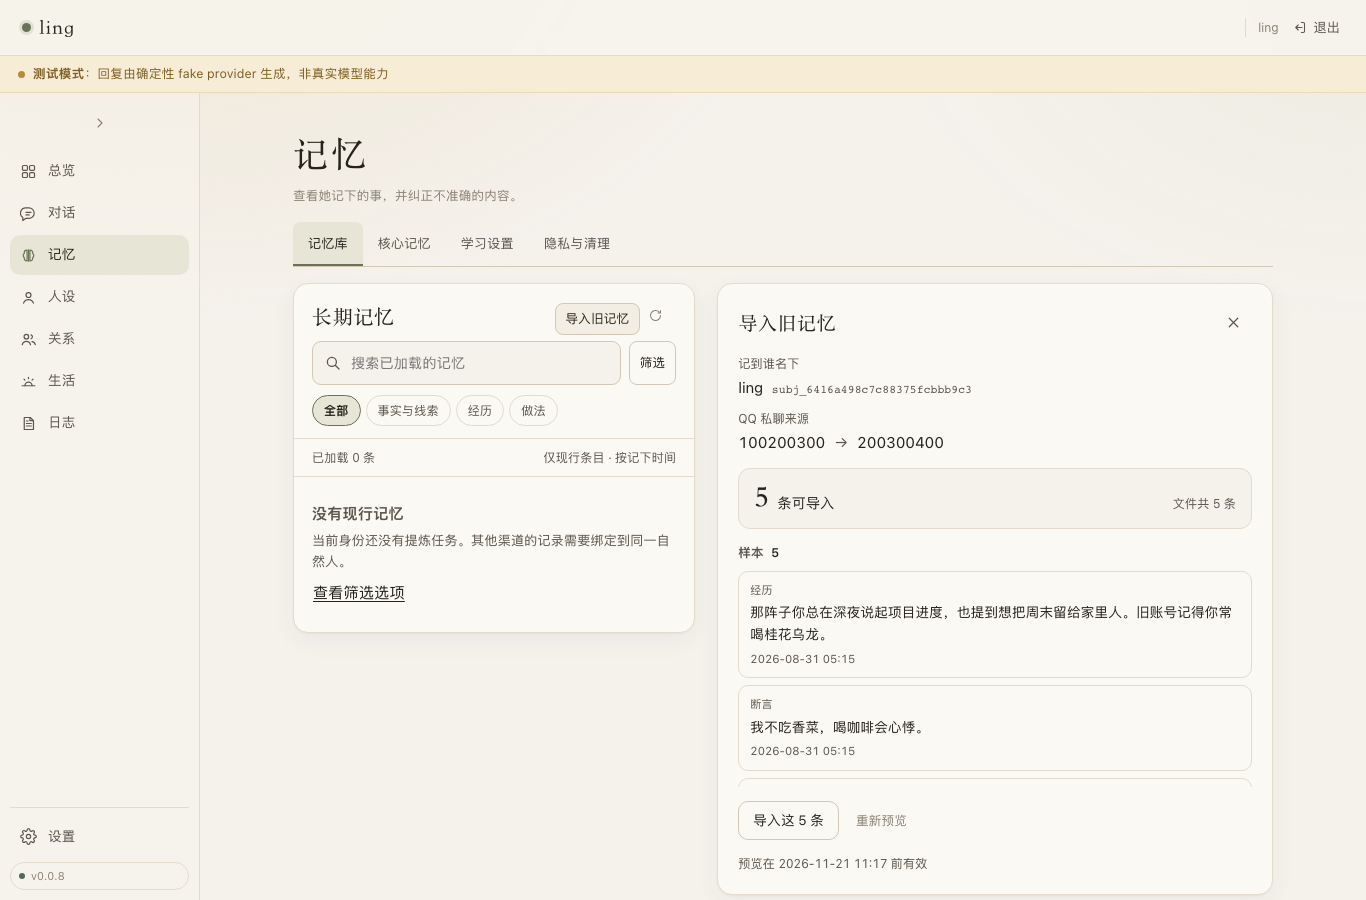 ling
ling
退出
测试模式：回复由确定性 fake provider 生成，非真实模型能力
总览
对话
记忆
人设
关系
生活
日志
设置
v0.0.8
记忆
查看她记下的事，并纠正不准确的内容。
记忆库
核心记忆
学习设置
隐私与清理
长期记忆
导入旧记忆
搜索已加载的记忆
筛选
全部
事实与线索
经历
做法
已加载 0 条
仅现行条目 · 按记下时间
没有现行记忆
当前身份还没有提炼任务。其他渠道的记录需要绑定到同一自
然人。
查看筛选选项
导入旧记忆
记到谁名下
ling subj_6416a498c7c88375fcbbb9c3
QQ 私聊来源
100200300 → 200300400
5 条可导入
文件共 5 条
样本 5
经历
那阵子你总在深夜说起项目进度，也提到想把周末留给家里人。旧账号记得你常
喝桂花乌龙。
2026-08-31 05:15
断言
我不吃香菜，喝咖啡会心悸。
2026-08-31 05:15
导入这 5 条
重新预览
预览在 2026-11-21 11:17 前有效